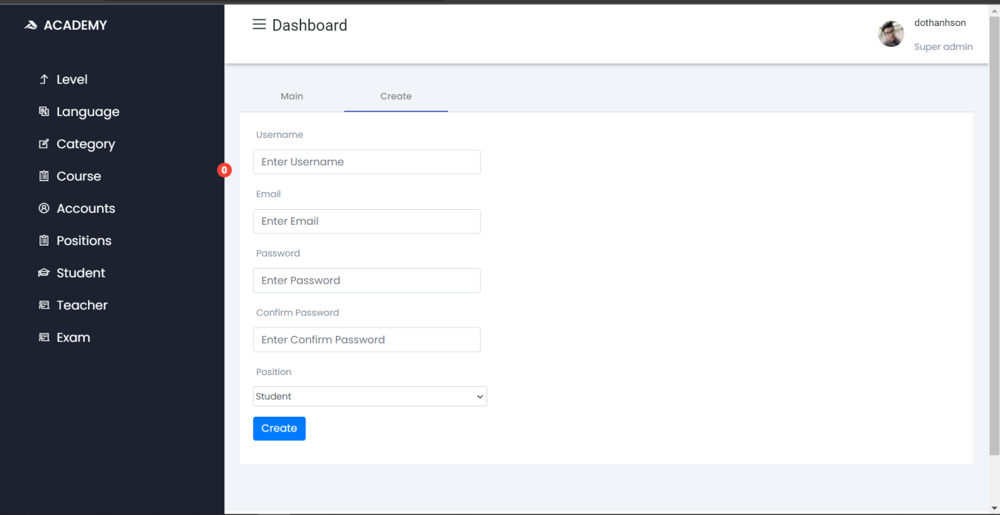 ACADEMY
Level
Language
Category
Course
0
Accounts
Positions
Student
Teacher
Exam
Dashboard
dothanhson
Super admin
Main Create
Username
Enter Username
Email
Enter Email
Password
Enter Password
Confirm Password
Enter Confirm Password
Position
Student
Create